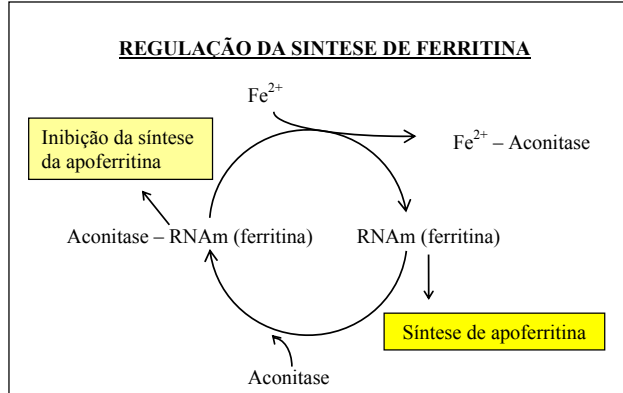 REGULAÇÃO DA SINTESE DE FERRITINA
Fe2+
Inibição da síntese
da apoferritina
Fe2+ – Aconitase
Aconitase – RNAm (ferritina)
RNAm (ferritina)
Síntese de apoferritina
Aconitase